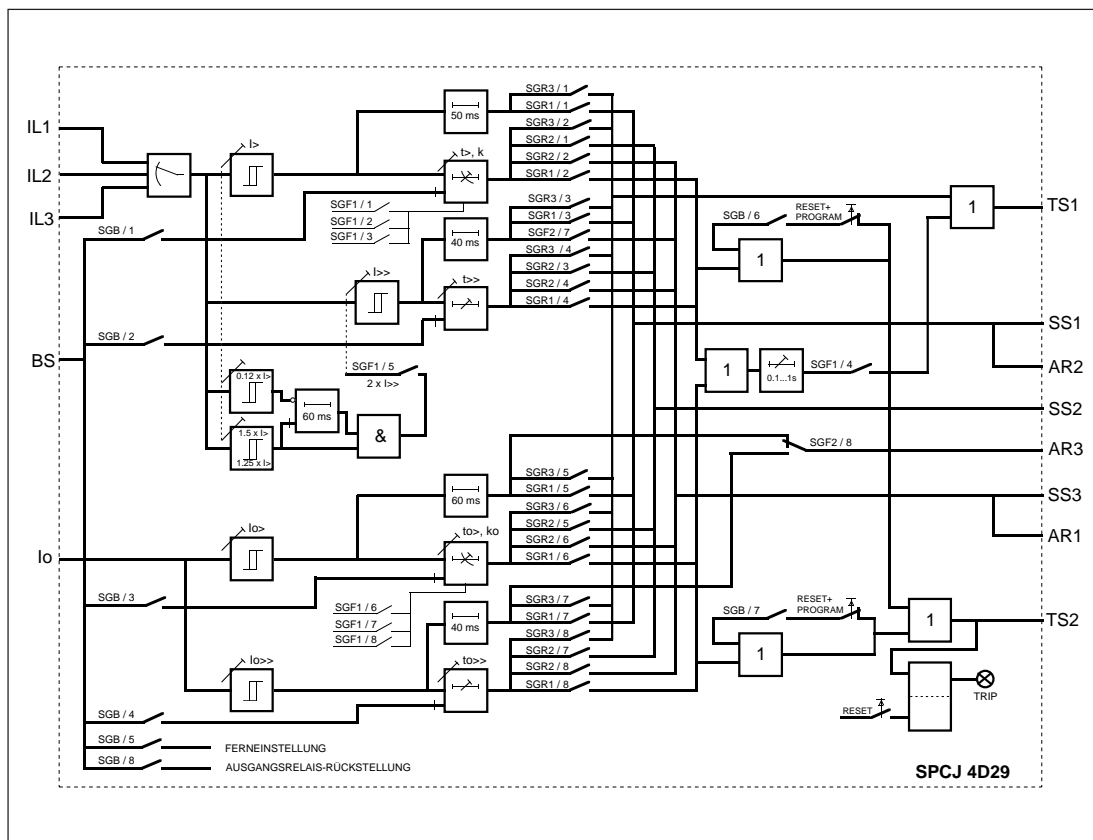 IL1
IL2
IL3
BS
Io
I>
50 ms
t>, k
SGF1 / 1
SGF1 / 2
SGF1 / 3
SGB / 1
40 ms
I>>
t>>
SGB / 2
SGF1 / 5
2 x I>>
0.12 x I>
60 ms
1.5 x I>
1.25 x I>
&
SGR3 / 1
SGR1 / 1
SGR3 / 2
SGR2 / 1
SGR2 / 2
SGR1 / 2
SGR3 / 3
SGR1 / 3
SGF2 / 7
SGR3 / 4
SGR2 / 3
SGR2 / 4
SGR1 / 4
SGB / 6
RESET+
PROGRAM
1
1
TS1
SS1
AR2
1
0.1...1s
SGF1 / 4
SS2
SGF2 / 8
AR3
SS3
AR1
60 ms
Io>
to>, ko
SGB / 3
SGF1 / 6
SGF1 / 7
SGF1 / 8
40 ms
Io>>
to>>
SGB / 4
SGB / 5
FERNEINSTELLUNG
SGB / 8
AUSGANGSRELAIS-RÜCKSTELLUNG
SGR3 / 5
SGR1 / 5
SGR3 / 6
SGR2 / 5
SGR2 / 6
SGR1 / 6
SGR3 / 7
SGR1 / 7
SGR3 / 8
SGR2 / 7
SGR2 / 8
SGR1 / 8
SGB / 7
RESET+
PROGRAM
1
1
TS2
TRIP
RESET
SPCJ 4D29